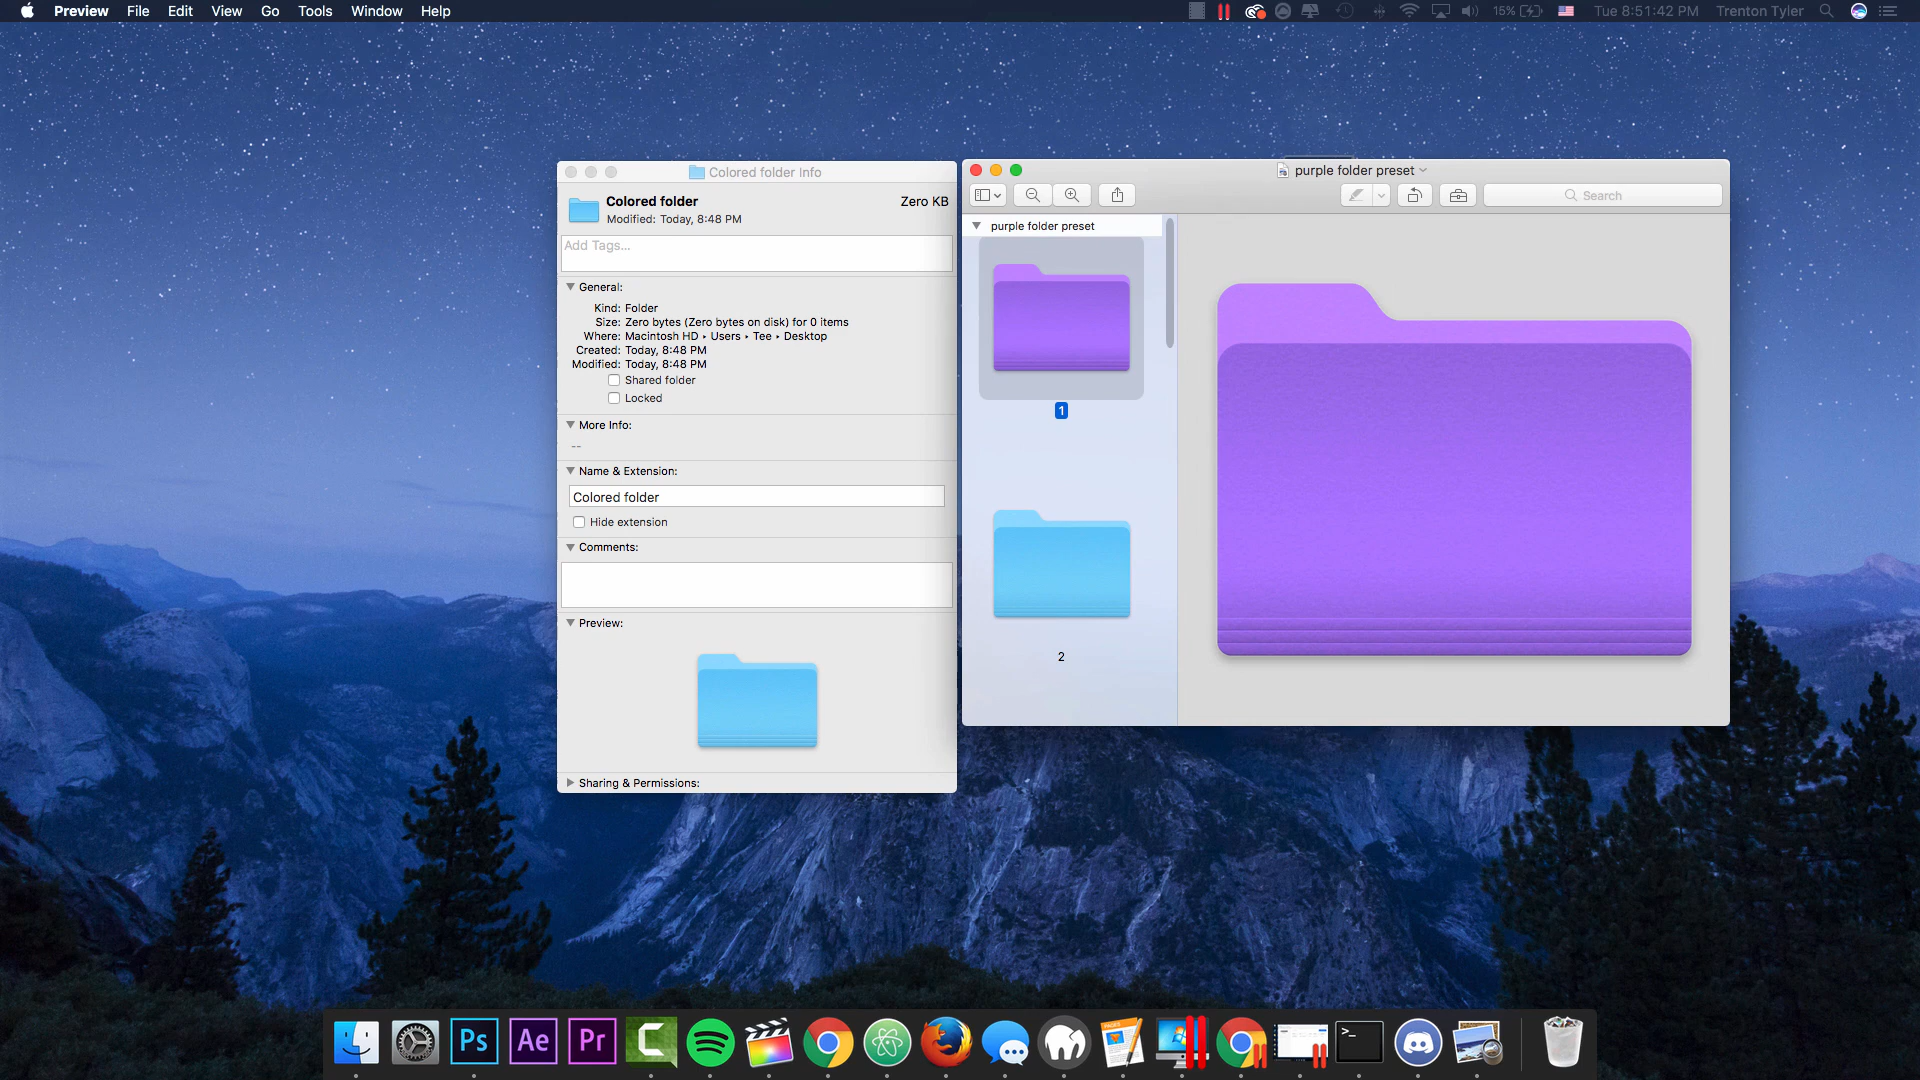 Preview File Edit View Go Tools Window Help
15% Tue 8:51:42 PM Trenton Tyler
Colored folder Info
Colored folder Zero KB
Modified: Today, 8:48 PM
Add Tags...
General:
Kind: Folder
Size: Zero bytes (Zero bytes on disk) for 0 items
Where: Macintosh HD ▸ Users ▸ Tee ▸ Desktop
Created: Today, 8:48 PM
Modified: Today, 8:48 PM
Shared folder
Locked
More Info:
--
Name & Extension:
Colored folder
Hide extension
Comments:
Preview:
Sharing & Permissions:
purple folder preset
Search
purple folder preset
1
2
Ps Ae Pr C PAGES >_